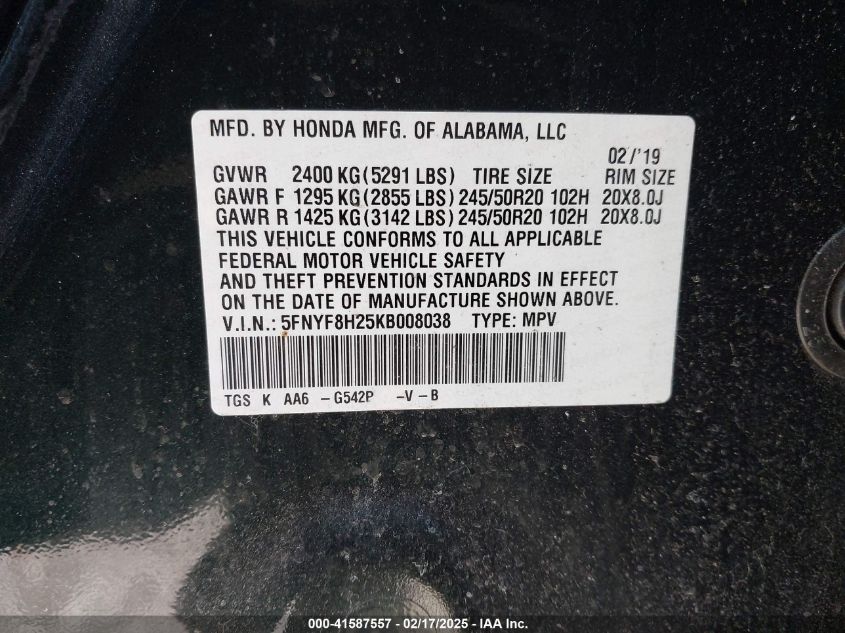 MFD. BY HONDA MFG. OF ALABAMA, LLC
02/'19
GVWR 2400 KG(5291 LBS) TIRE SIZE RIM SIZE
GAWR F 1295 KG(2855 LBS) 245/50R20 102H 20X8.0J
GAWR R 1425 KG(3142 LBS) 245/50R20 102H 20X8.0J
THIS VEHICLE CONFORMS TO ALL APPLICABLE
FEDERAL MOTOR VEHICLE SAFETY
AND THEFT PREVENTION STANDARDS IN EFFECT
ON THE DATE OF MANUFACTURE SHOWN ABOVE.
V.I.N.: 5FNYF8H25KB008038 TYPE: MPV
TGS K AA6 -G542P -V-B
000-41587557 - 02/17/2025 - IAA Inc.